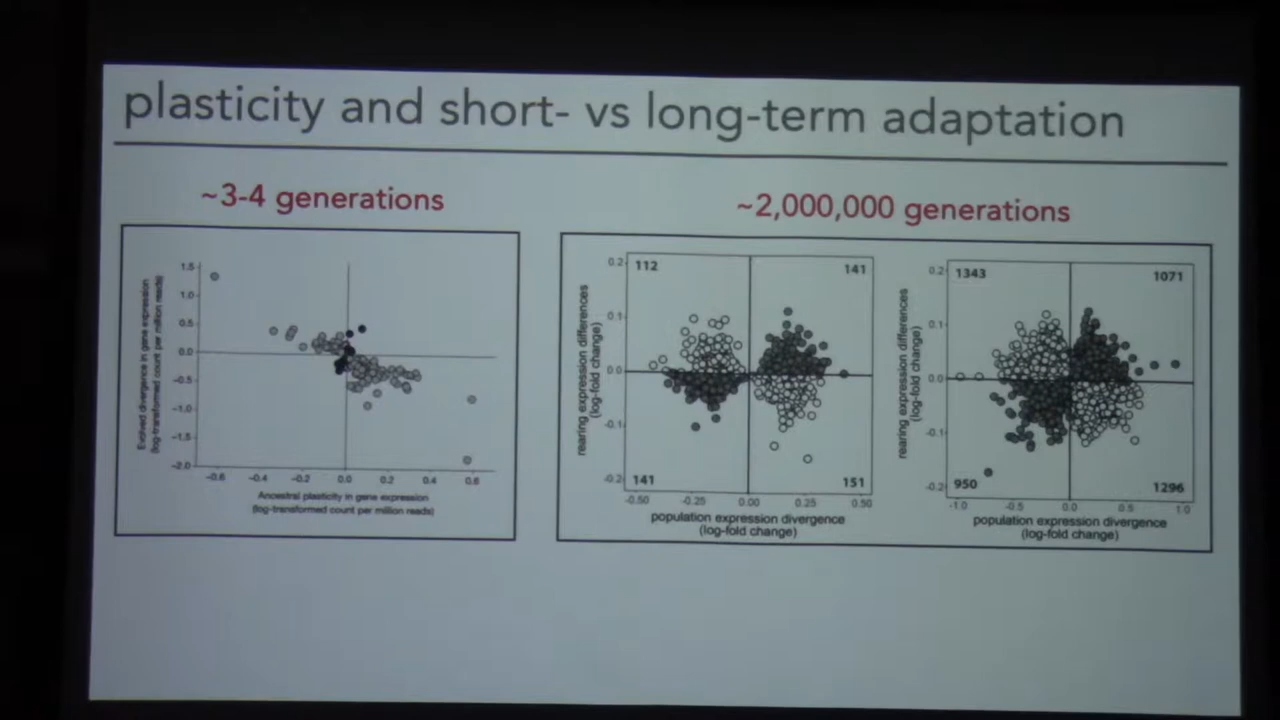 plasticity and short- vs long-term adaptation
~3-4 generations
~2,000,000 generations
1.5
1.0
0.5
0.0
-0.5
-1.0
-1.5
-2.0
Evolved divergence in gene expression
(log-transformed count per million reads)
-0.6
-0.4
-0.2
0.0
0.2
0.4
0.6
Ancestral plasticity in gene expression
(log-transformed count per million reads)
0.2
0.1
0.0
-0.1
-0.2
rearing expression differences
(log-fold change)
112
141
141
151
-0.50
-0.25
0.00
0.25
0.50
population expression divergence
(log-fold change)
0.2
0.1
0.0
-0.1
-0.2
rearing expression differences
(log-fold change)
1343
1071
950
1296
-1.0
-0.5
0.0
0.5
1.0
population expression divergence
(log-fold change)